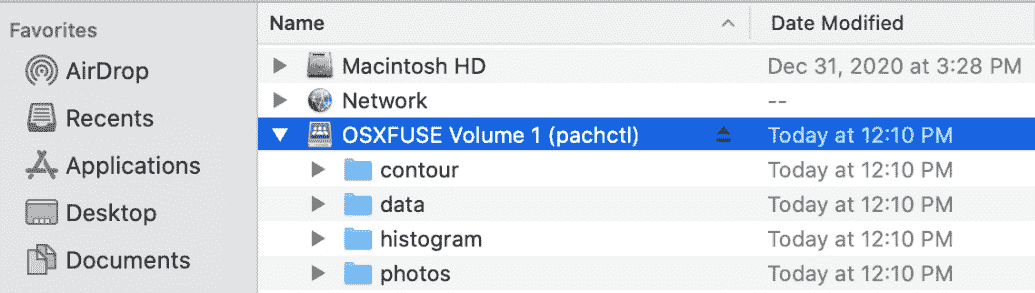 Favorites
AirDrop
Recents
Applications
Desktop
Documents
Name Date Modified
Macintosh HD Dec 31, 2020 at 3:28 PM
Network --
OSXFUSE Volume 1 (pachctl) Today at 12:10 PM
contour Today at 12:10 PM
data Today at 12:10 PM
histogram Today at 12:10 PM
photos Today at 12:10 PM